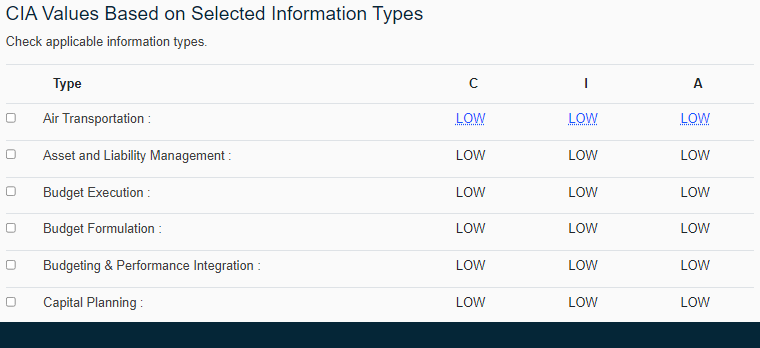 CIA Values Based on Selected Information Types
Check applicable information types.
Type C I A
Air Transportation : LOW LOW LOW
Asset and Liability Management : LOW LOW LOW
Budget Execution : LOW LOW LOW
Budget Formulation : LOW LOW LOW
Budgeting & Performance Integration : LOW LOW LOW
Capital Planning : LOW LOW LOW